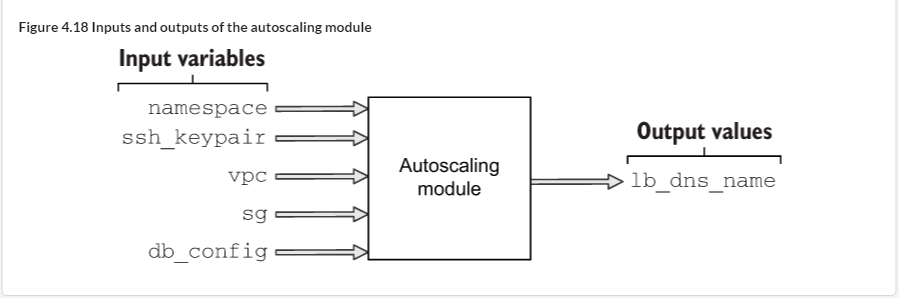 Figure 4.18 Inputs and outputs of the autoscaling module
Input variables
namespace
ssh_keypair
vpc
sg
db_config
Autoscaling
module
Output values
lb_dns_name